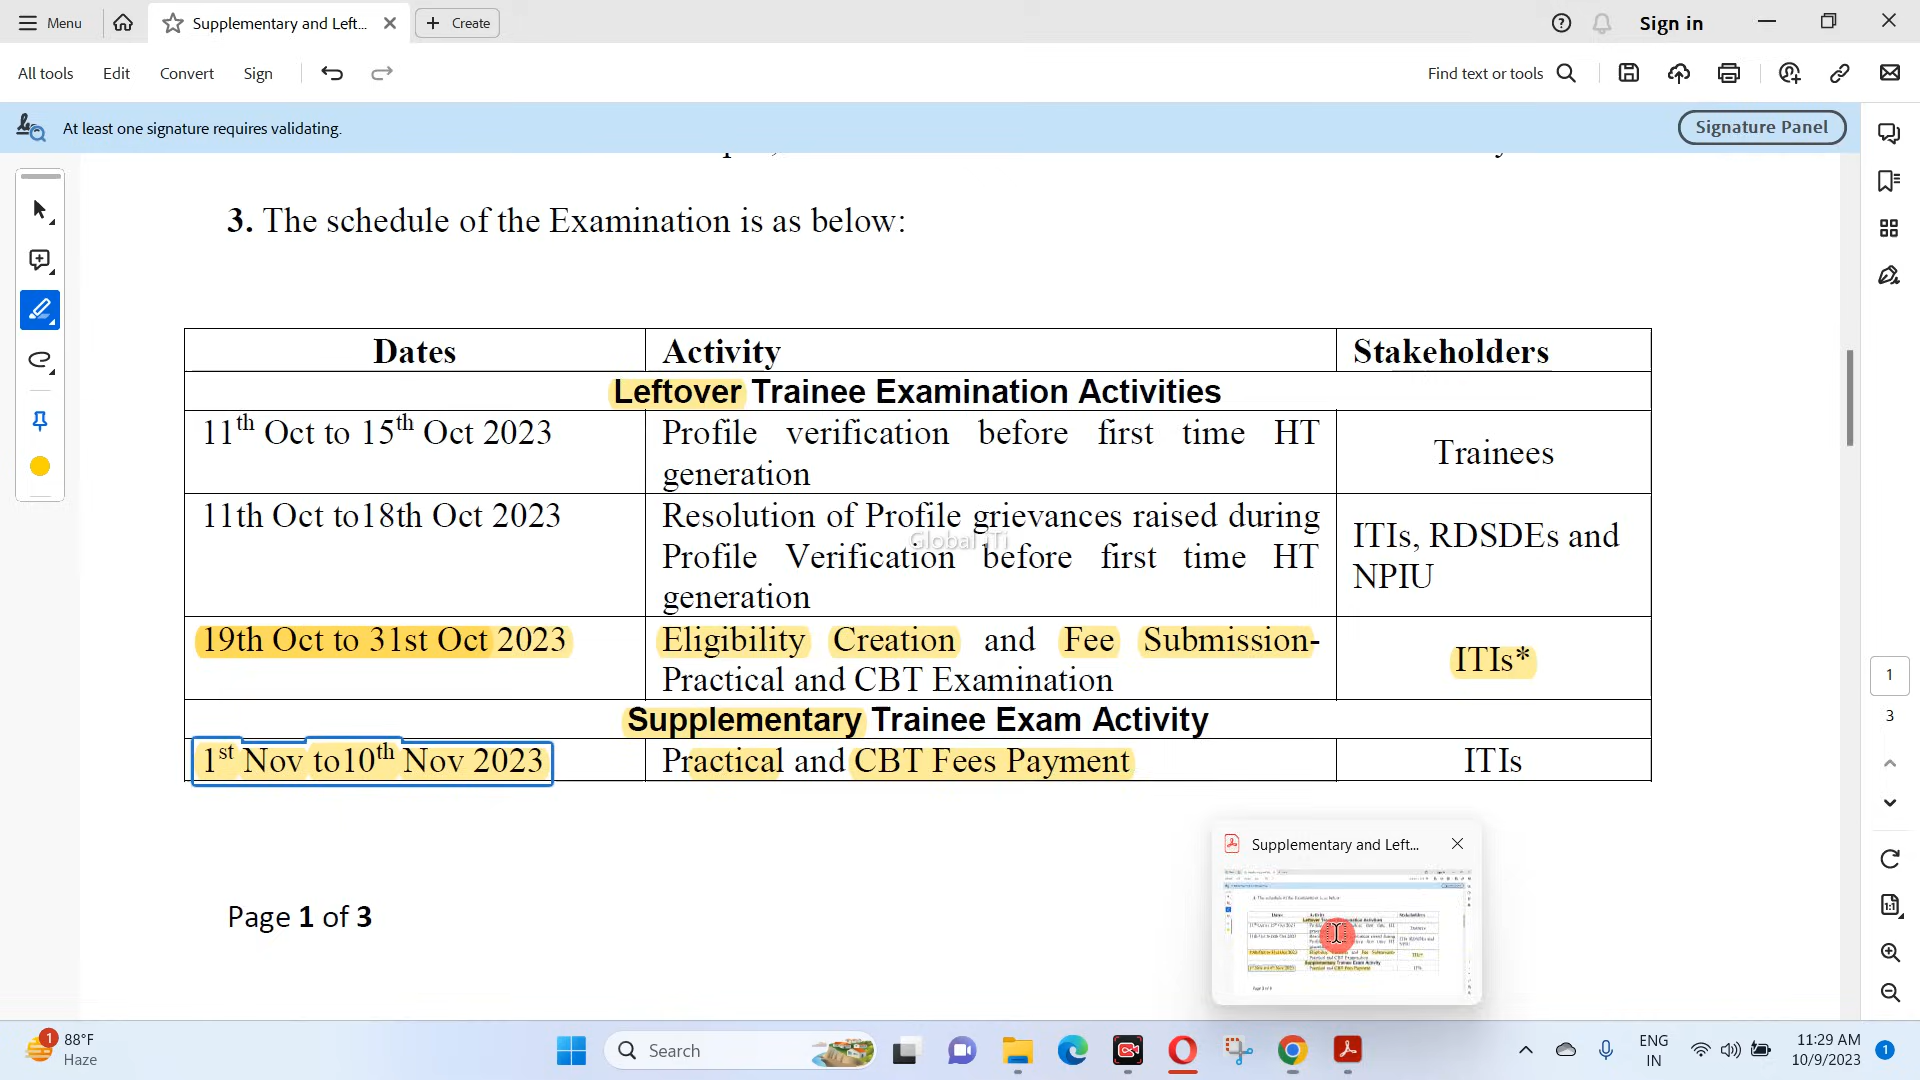 Menu
Supplementary and Left...
Create
Sign in
All tools
Edit
Convert
Sign
Find text or tools
At least one signature requires validating.
Signature Panel
3. The schedule of the Examination is as below:
Dates
Activity
Stakeholders
Leftover Trainee Examination Activities
11th Oct to 15th Oct 2023
Profile verification before first time HT
generation
Trainees
11th Oct to18th Oct 2023
Resolution of Profile grievances raised during
Profile Verification before first time HT
generation
ITIs, RDSDEs and
NPIU
Global iTi
19th Oct to 31st Oct 2023
Eligibility Creation and Fee Submission-
Practical and CBT Examination
ITIs*
Supplementary Trainee Exam Activity
1st Nov to10th Nov 2023
Practical and CBT Fees Payment
ITIs
1
3
Supplementary and Left...
Page 1 of 3
1
88°F
Haze
Search
ENG
IN
11:29 AM
10/9/2023
1